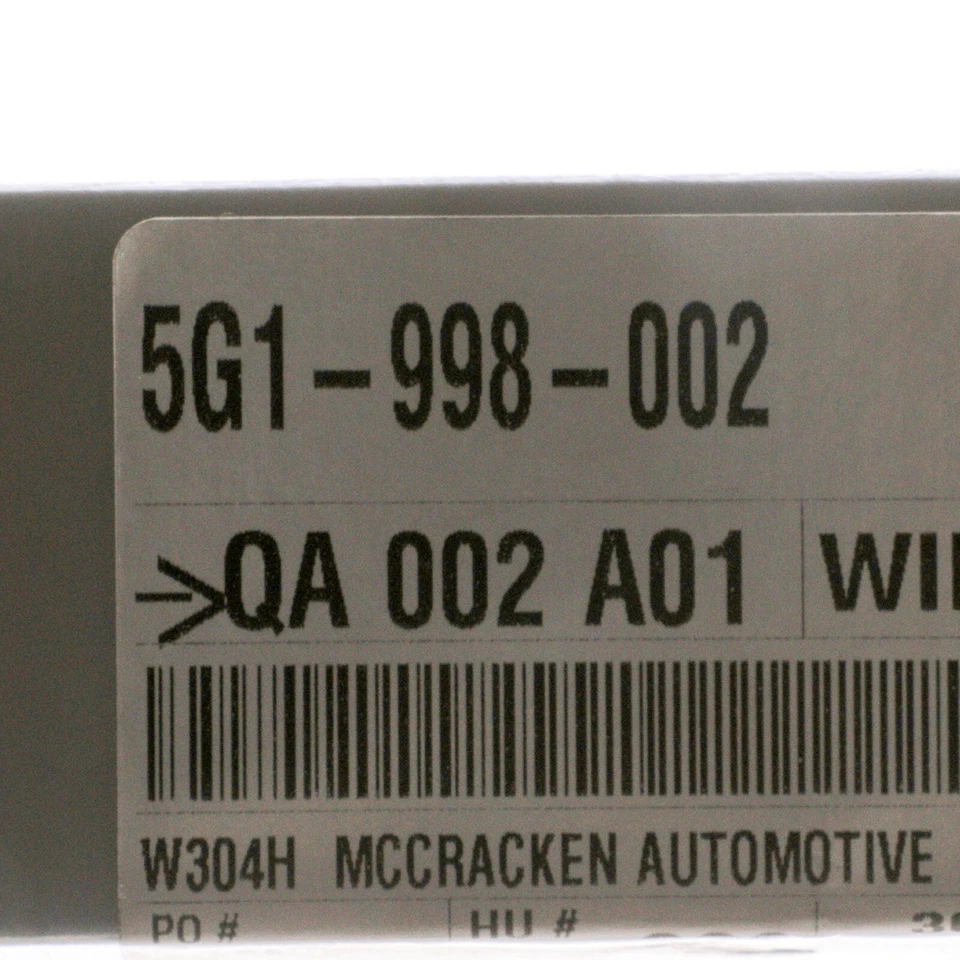 5G1-998-002
QA 002 A01
W304H MCCRACKEN AUTOMOTIVE
PO # HU #